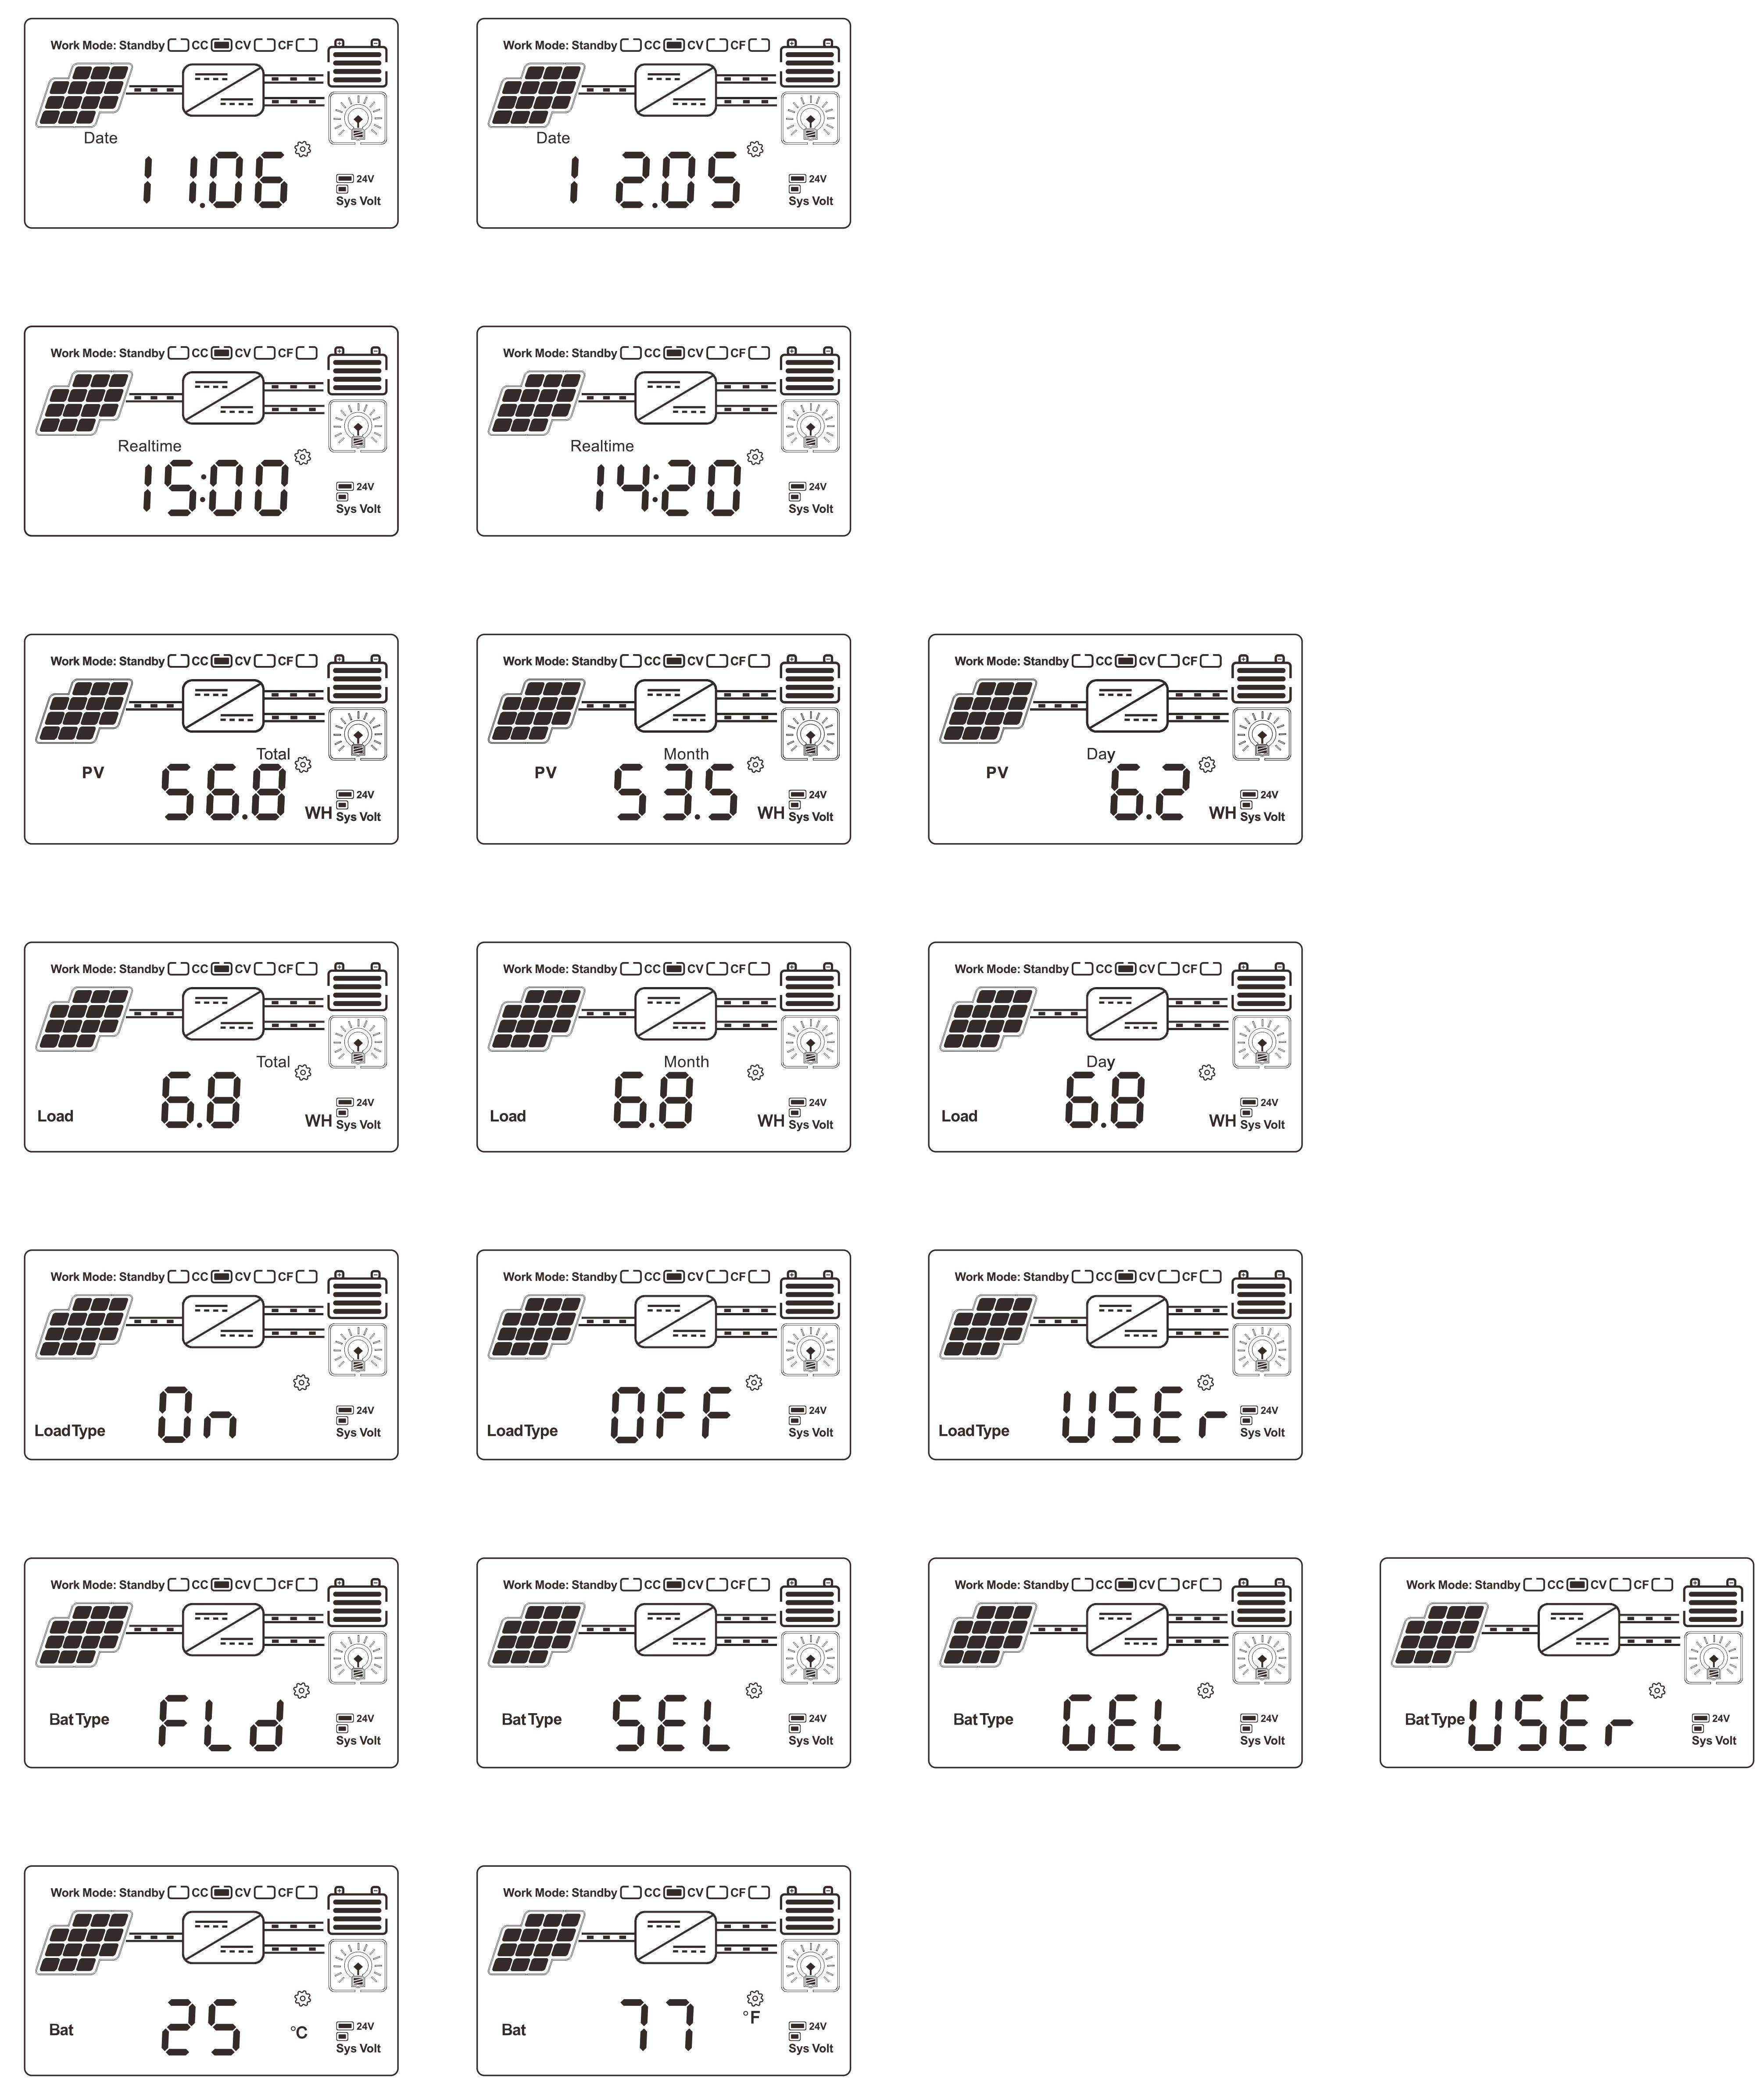 Work Mode: Standby CC CV CF
Date
11.06
24V
Sys Volt
Work Mode: Standby CC CV CF
Date
1 2.05
24V
Sys Volt
Work Mode: Standby CC CV CF
Realtime
15:00
24V
Sys Volt
Work Mode: Standby CC CV CF
Realtime
14:20
24V
Sys Volt
Work Mode: Standby CC CV CF
Total
PV 56.8 WH
24V
Sys Volt
Work Mode: Standby CC CV CF
Month
PV 53.5 WH
24V
Sys Volt
Work Mode: Standby CC CV CF
Day
PV 6.2 WH
24V
Sys Volt
Work Mode: Standby CC CV CF
Total
Load 6.8 WH
24V
Sys Volt
Work Mode: Standby CC CV CF
Month
Load 6.8 WH
24V
Sys Volt
Work Mode: Standby CC CV CF
Day
Load 6.8 WH
24V
Sys Volt
Work Mode: Standby CC CV CF
Load Type On
24V
Sys Volt
Work Mode: Standby CC CV CF
Load Type OFF
24V
Sys Volt
Work Mode: Standby CC CV CF
Load Type USEr
24V
Sys Volt
Work Mode: Standby CC CV CF
Bat Type FLd
24V
Sys Volt
Work Mode: Standby CC CV CF
Bat Type SEL
24V
Sys Volt
Work Mode: Standby CC CV CF
Bat Type GEL
24V
Sys Volt
Work Mode: Standby CC CV CF
Bat Type USEr
24V
Sys Volt
Work Mode: Standby CC CV CF
Bat 25 °C
24V
Sys Volt
Work Mode: Standby CC CV CF
Bat 77 °F
24V
Sys Volt